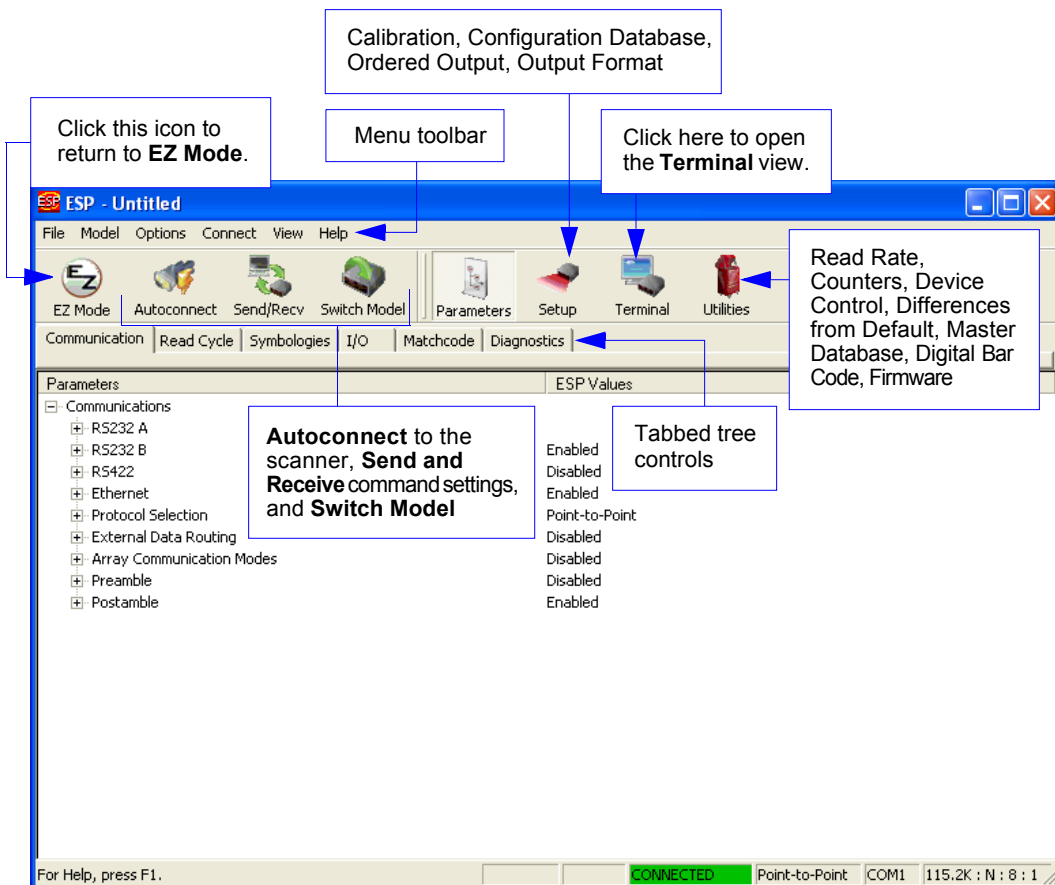 Calibration, Configuration Database,
Ordered Output, Output Format
Click this icon to
return to EZ Mode.
Menu toolbar
Click here to open
the Terminal view.
ESP - Untitled
File Model Options Connect View Help
EZ
EZ Mode Autoconnect Send/Recv Switch Model Parameters Setup Terminal Utilities
Read Rate,
Counters, Device
Control, Differences
from Default, Master
Database, Digital Bar
Code, Firmware
Communication Read Cycle Symbologies I/O Matchcode Diagnostics
Parameters ESP Values
Communications
RS232 A
RS232 B Enabled
RS422 Disabled
Ethernet Enabled
Protocol Selection Point-to-Point
External Data Routing Disabled
Array Communication Modes Disabled
Preamble Disabled
Postamble Enabled
Autoconnect to the
scanner, Send and
Receive command settings,
and Switch Model
Tabbed tree
controls
For Help, press F1. CONNECTED Point-to-Point COM1 115.2K : N : 8 : 1